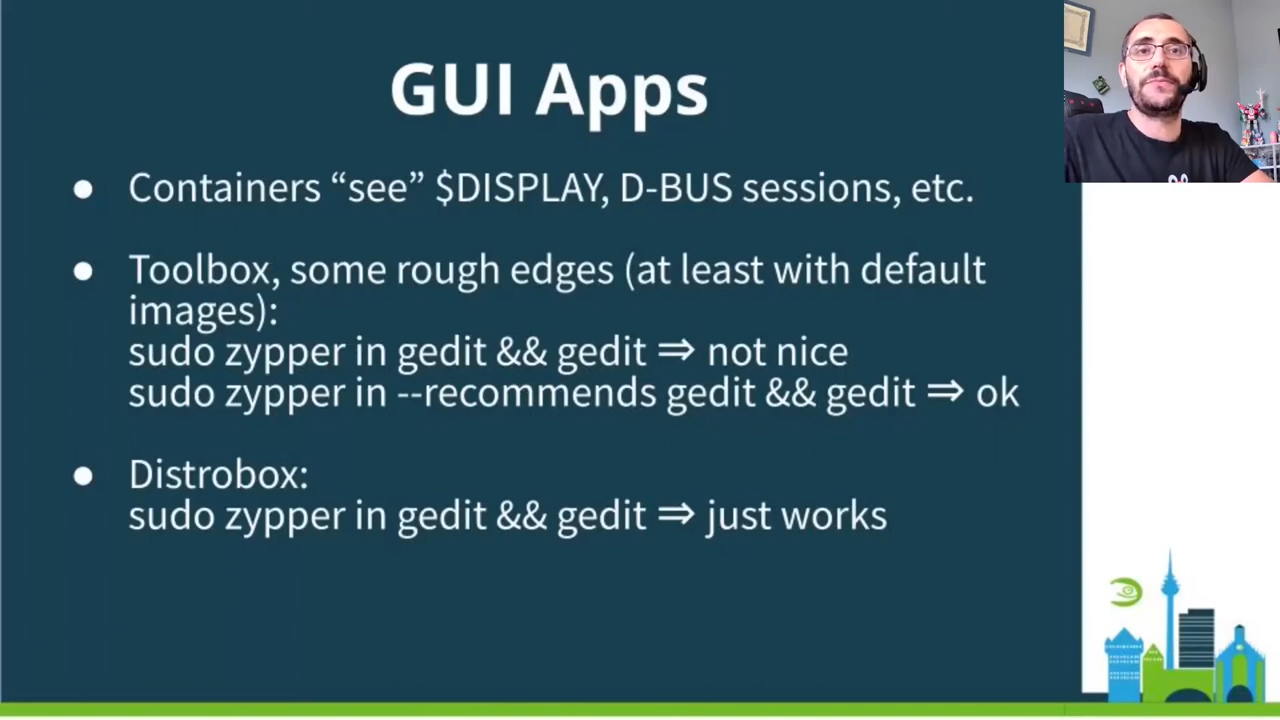 GUI Apps
● Containers “see” $DISPLAY, D-BUS sessions, etc.
● Toolbox, some rough edges (at least with default
images):
sudo zypper in gedit && gedit ⇒ not nice
sudo zypper in --recommends gedit && gedit ⇒ ok
● Distrobox:
sudo zypper in gedit && gedit ⇒ just works